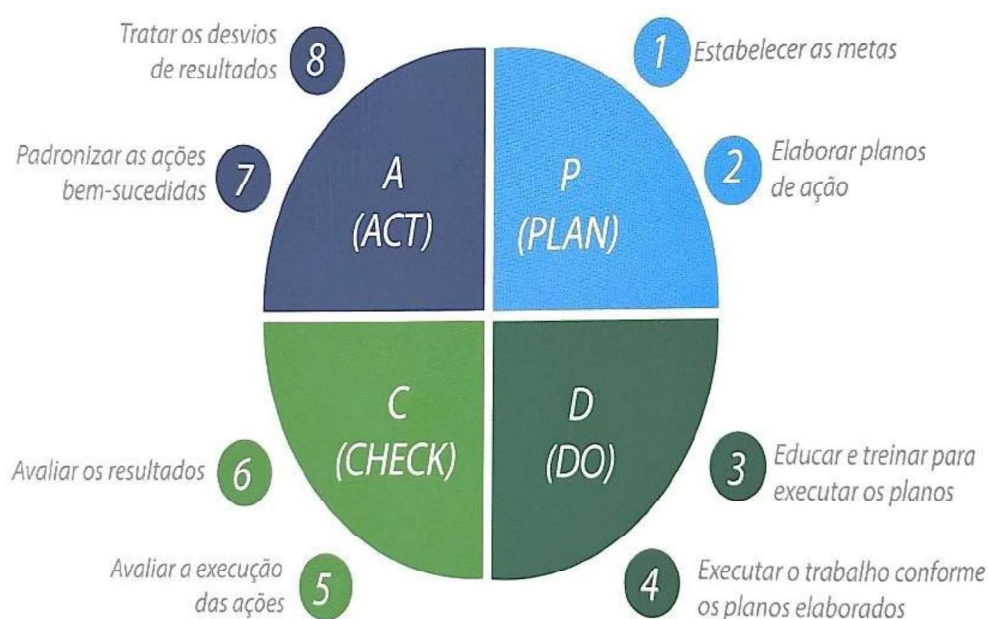 Tratar os desvios
de resultados
8
1
Estabelecer as metas
Padronizar as ações
bem-sucedidas
7
2
Elaborar planos
de ação
A
(ACT)
P
(PLAN)
C
(CHECK)
D
(DO)
Avaliar os resultados
6
3
Educar e treinar para
executar os planos
Avaliar a execução
das ações
5
4
Executar o trabalho conforme
os planos elaborados